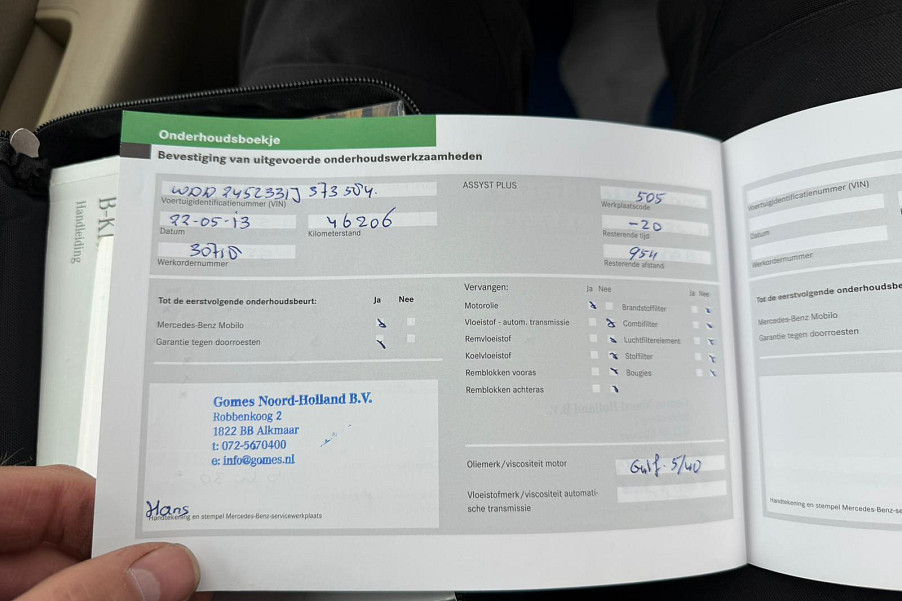 Onderhoudsboekje
Bevestiging van uitgevoerde onderhoudswerkzaamheden
WDD 2452331J 373504.
Voertuigidentificatienummer (VIN)
22-05-13
Datum
46206
Kilometerstand
30710
Werkordernummer
ASSYST PLUS
505
Werkplaatscode
-20
Resterende tijd
954
Resterende afstand
Tot de eerstvolgende onderhoudsbeurt: Ja Nee
Mercedes-Benz Mobilo
Garantie tegen doorroesten
Vervangen: Ja Nee Ja Nee
Motorolie Brandstoffilter
Vloeistof - autom. transmissie Combifilter
Remvloeistof Luchtfilterelement
Koelvloeistof Stoffilter
Remblokken vooras Bougies
Remblokken achteras
Gomes Noord-Holland B.V.
Robbenkoog 2
1822 BB Alkmaar
t: 072-5670400
e: info@gomes.nl
Hans
Handtekening en stempel Mercedes-Benz-servicewerkplaats
Oliemerk/viscositeit motor
Gulf. 5/40
Vloeistofmerk/viscositeit automati-
sche transmissie
Voertuigidentificatienummer (VIN)
Datum
Werkordernummer
Tot de eerstvolgende onderhoudsbe
Mercedes-Benz Mobilo
Garantie tegen doorroesten
Handtekening en stempel Mercedes-Benz-se
B-Kl
Handleiding